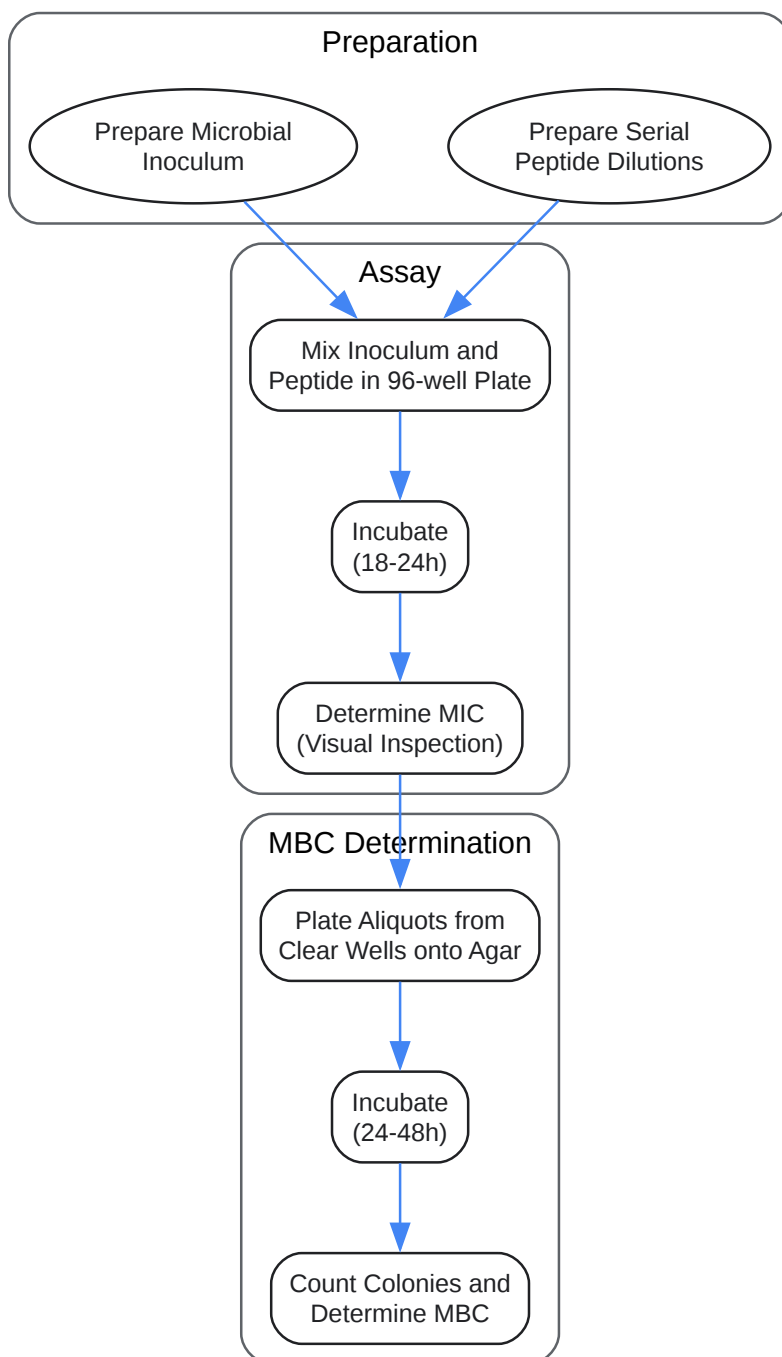 Preparation
Prepare Microbial
Inoculum
Prepare Serial
Peptide Dilutions
Assay
Mix Inoculum and
Peptide in 96-well Plate
Incubate
(18-24h)
Determine MIC
(Visual Inspection)
MBC Determination
Plate Aliquots from
Clear Wells onto Agar
Incubate
(24-48h)
Count Colonies and
Determine MBC